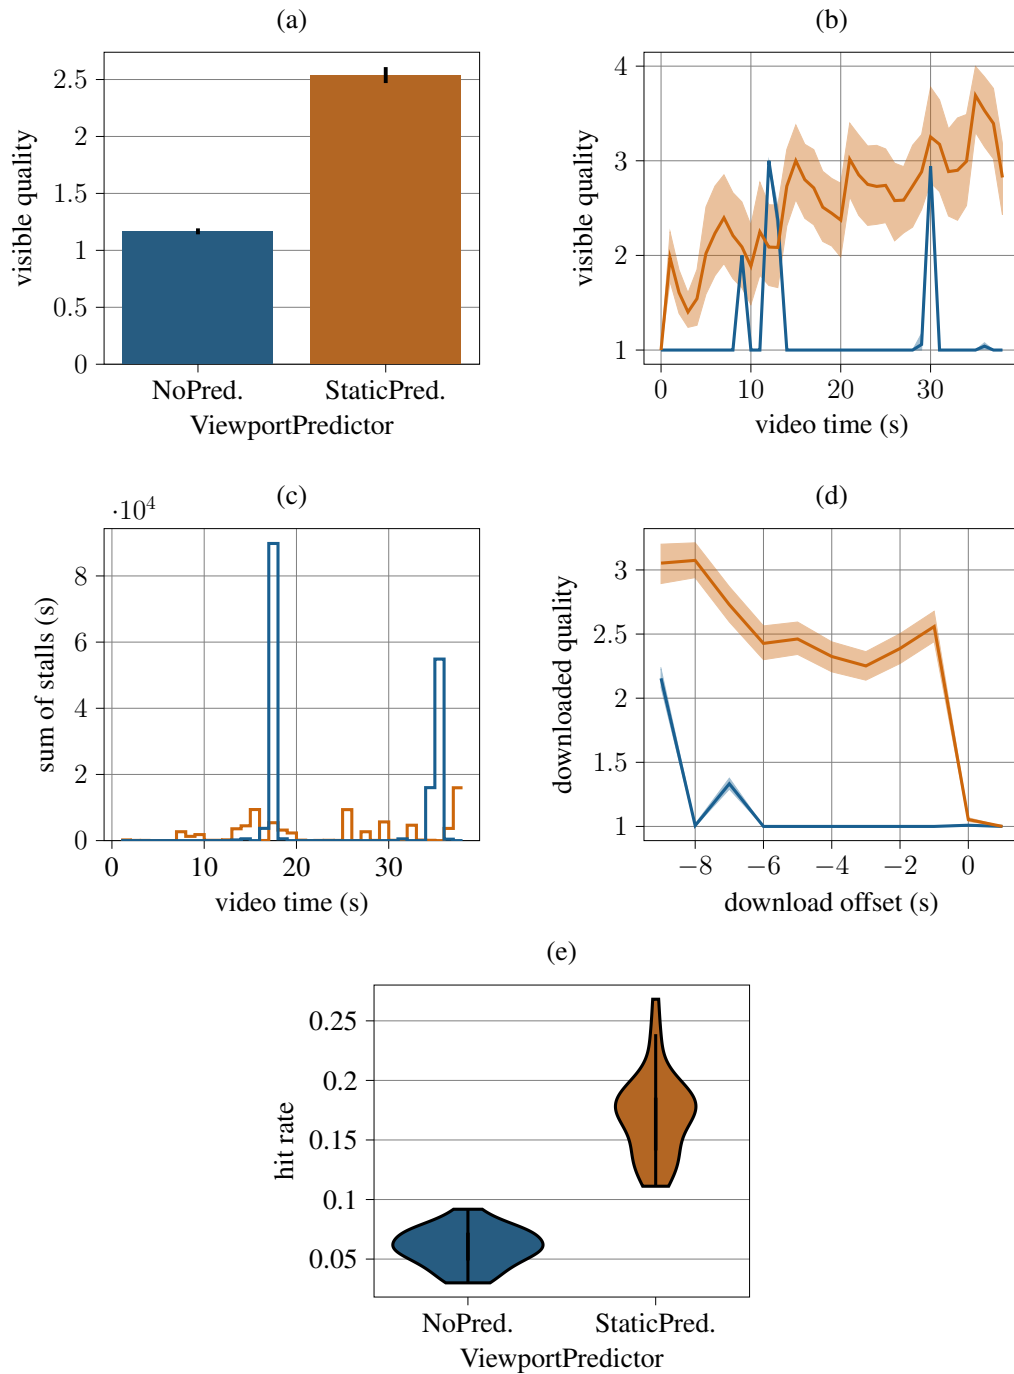 (a)
visible quality
2.5
2
1.5
1
0.5
0
NoPred.
StaticPred.
ViewportPredictor
(b)
visible quality
4
3
2
1
0
10
20
30
video time (s)
(c)
·10⁴
sum of stalls (s)
8
6
4
2
0
0
10
20
30
video time (s)
(d)
downloaded quality
3
2.5
2
1.5
1
−8
−6
−4
−2
0
download offset (s)
(e)
hit rate
0.25
0.2
0.15
0.1
0.05
NoPred.
StaticPred.
ViewportPredictor